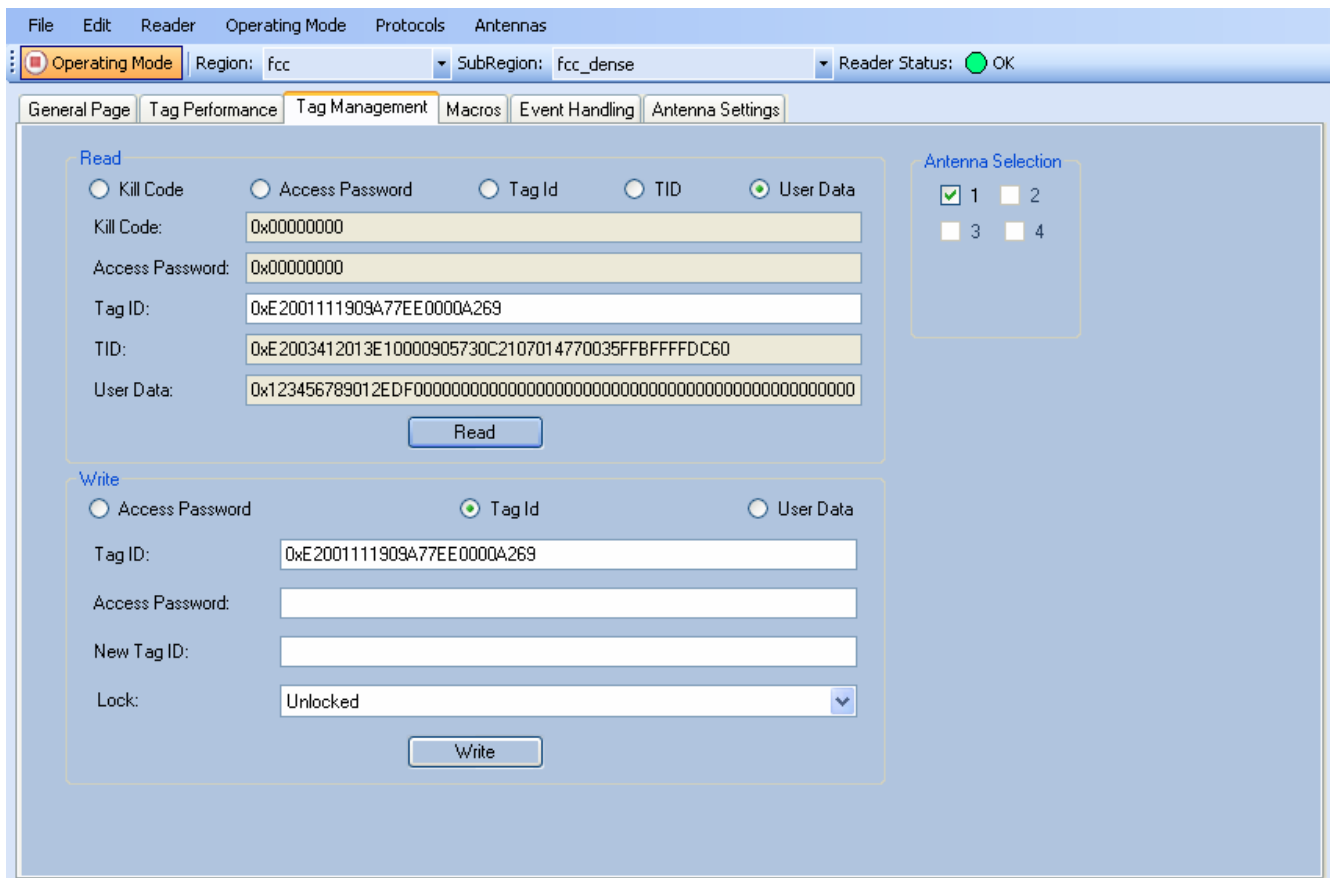 File Edit Reader Operating Mode Protocols Antennas
Operating Mode Region: fcc SubRegion: fcc_dense Reader Status: OK
General Page Tag Performance Tag Management Macros Event Handling Antenna Settings
Read
Kill Code Access Password Tag Id TID User Data
Kill Code: 0x00000000
Access Password: 0x00000000
Tag ID: 0xE2001111909A77EE0000A269
TID: 0xE2003412013E10000905730C2107014770035FFBFFFFDC60
User Data: 0x123456789012EDF000000000000000000000000000000000000000000000000
Read
Antenna Selection
1 2
3 4
Write
Access Password Tag Id User Data
Tag ID: 0xE2001111909A77EE0000A269
Access Password:
New Tag ID:
Lock: Unlocked
Write